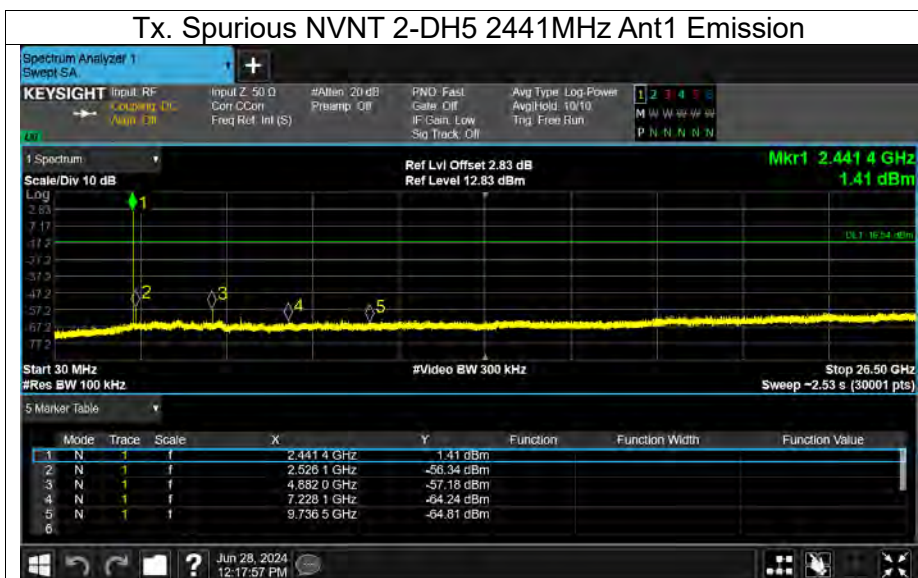 Tx. Spurious NVNT 2-DH5 2441MHz Ant1 Emission
Spectrum Analyzer 1
Swept SA
+
KEYSIGHT Input: RF
Coupling: DC
Align: Off
Input Z: 50 Ω
Corr CCorr
Freq Ref: Int (S)
#Atten: 20 dB
Preamp: Off
PNO: Fast
Gate: Off
IF Gain: Low
Sig Track: Off
Avg Type: Log-Power
Avg|Hold: 10/10
Trig: Free Run
1 2 3 4 5 6
M W W W W W
P N N N N N
1 Spectrum
Scale/Div 10 dB
Ref Lvl Offset 2.83 dB
Ref Level 12.83 dBm
Mkr1 2.441 4 GHz
1.41 dBm
Log
2.83
-7.17
-17.2
-27.2
-37.2
-47.2
-57.2
-67.2
-77.2
DL1 -16.54 dBm
1
2
3
4
5
Start 30 MHz
#Video BW 300 kHz
Stop 26.50 GHz
#Res BW 100 kHz
Sweep ~2.53 s (30001 pts)
5 Marker Table
Mode Trace Scale X Y Function Function Width Function Value
1 N 1 f 2.441 4 GHz 1.41 dBm
2 N 1 f 2.526 1 GHz -56.34 dBm
3 N 1 f 4.882 0 GHz -57.18 dBm
4 N 1 f 7.228 1 GHz -64.24 dBm
5 N 1 f 9.736 5 GHz -64.81 dBm
6
?
Jun 28, 2024
12:17:57 PM